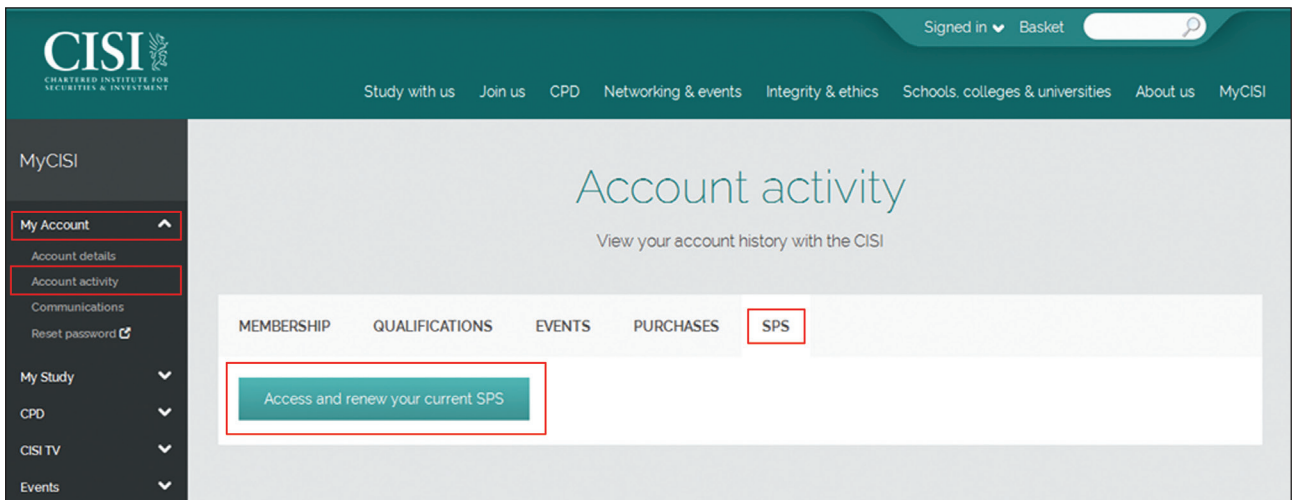 Signed in Basket
CISI
CHARTERED INSTITUTE FOR
SECURITIES & INVESTMENT
Study with us Join us CPD Networking & events Integrity & ethics Schools, colleges & universities About us MyCISI
MyCISI
My Account
Account details
Account activity
Communications
Reset password
My Study
CPD
CISI TV
Events
Account activity
View your account history with the CISI
MEMBERSHIP QUALIFICATIONS EVENTS PURCHASES SPS
Access and renew your current SPS